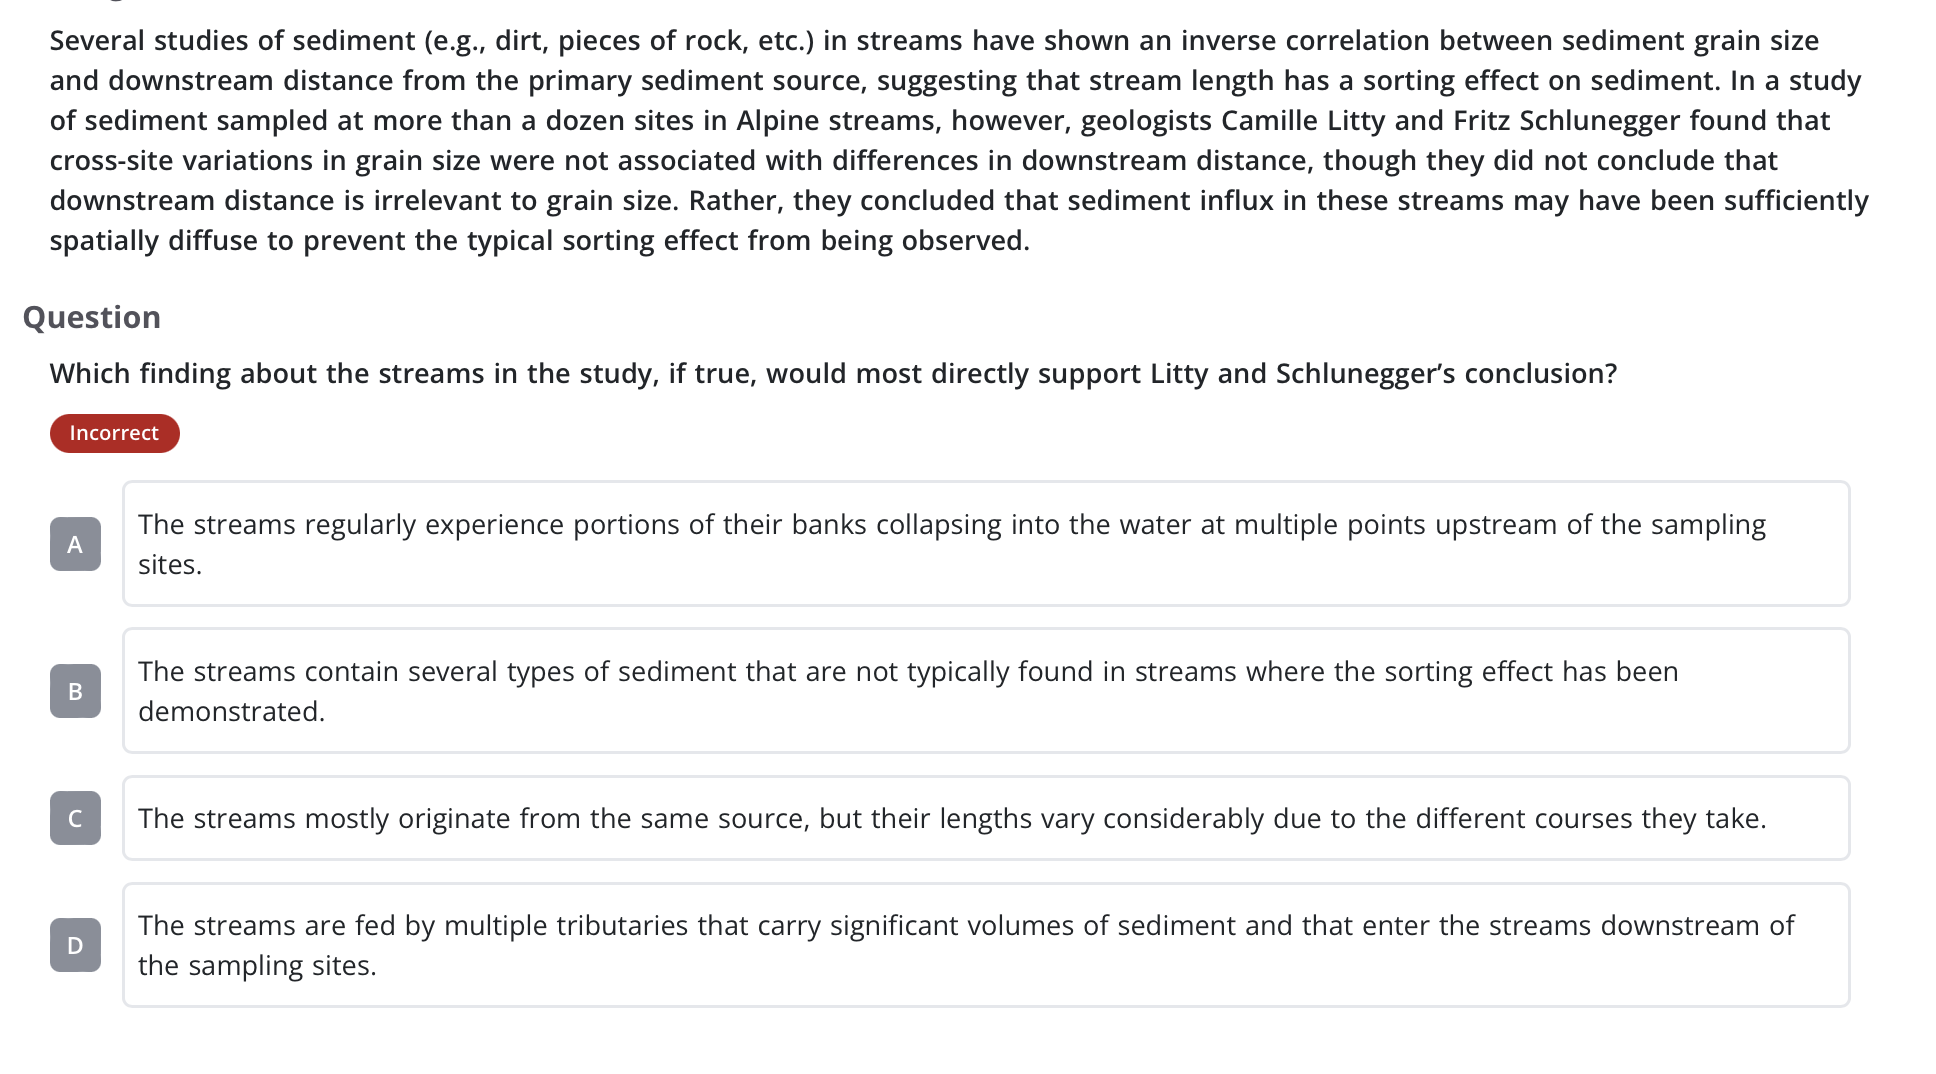 Several studies of sediment (e.g., dirt, pieces of rock, etc.) in streams have shown an inverse correlation between sediment grain size
and downstream distance from the primary sediment source, suggesting that stream length has a sorting effect on sediment. In a study
of sediment sampled at more than a dozen sites in Alpine streams, however, geologists Camille Litty and Fritz Schlunegger found that
cross-site variations in grain size were not associated with differences in downstream distance, though they did not conclude that
downstream distance is irrelevant to grain size. Rather, they concluded that sediment influx in these streams may have been sufficiently
spatially diffuse to prevent the typical sorting effect from being observed.
Question
Which finding about the streams in the study, if true, would most directly support Litty and Schlunegger’s conclusion?
Incorrect
A
The streams regularly experience portions of their banks collapsing into the water at multiple points upstream of the sampling
sites.
B
The streams contain several types of sediment that are not typically found in streams where the sorting effect has been
demonstrated.
C
The streams mostly originate from the same source, but their lengths vary considerably due to the different courses they take.
D
The streams are fed by multiple tributaries that carry significant volumes of sediment and that enter the streams downstream of
the sampling sites.